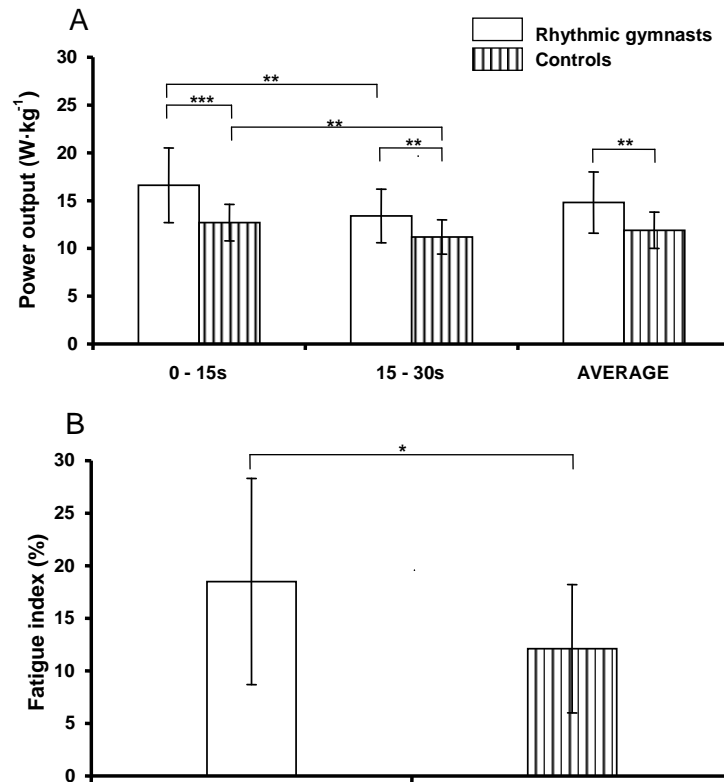 A
Rhythmic gymnasts
Controls
Power output (W·kg⁻¹)
30
25
20
15
10
5
0
**
***
**
**
**
0 - 15s
15 - 30s
AVERAGE
B
Fatigue index (%)
30
25
20
15
10
5
0
*